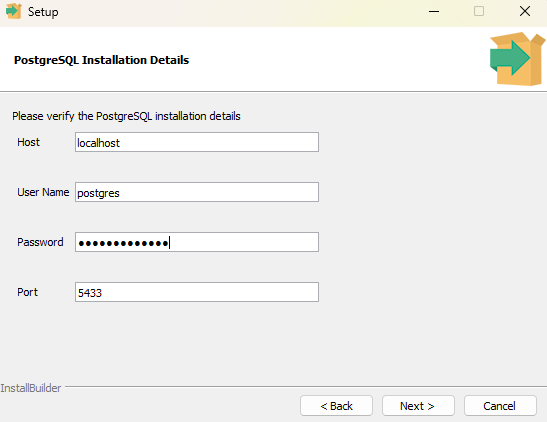 Setup
PostgreSQL Installation Details
Please verify the PostgreSQL installation details
Host localhost
User Name postgres
Password ●●●●●●●●●●●●●
Port 5433
InstallBuilder
< Back Next > Cancel